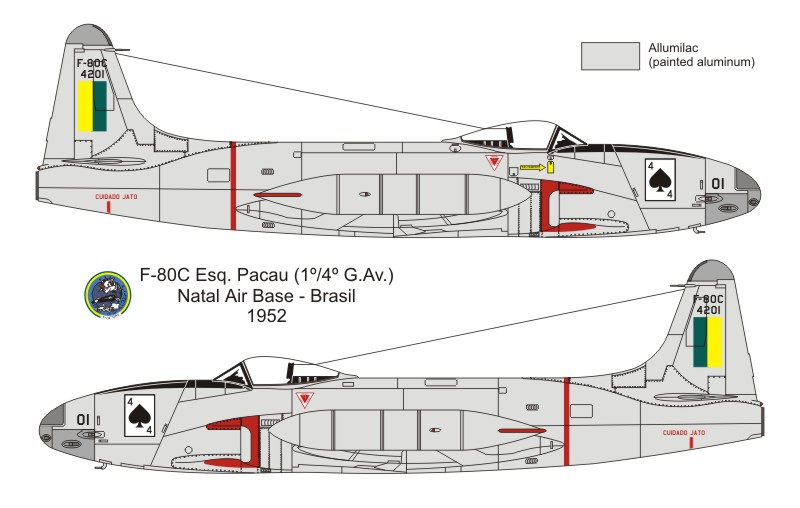 Allumilac
(painted aluminum)
F-80C
4201
CUIDADO JATO
4
4
01
F-80C Esq. Pacau (1º/4º G.Av.)
Natal Air Base - Brasil
1952
F-80C
4201
01
4
4
CUIDADO JATO